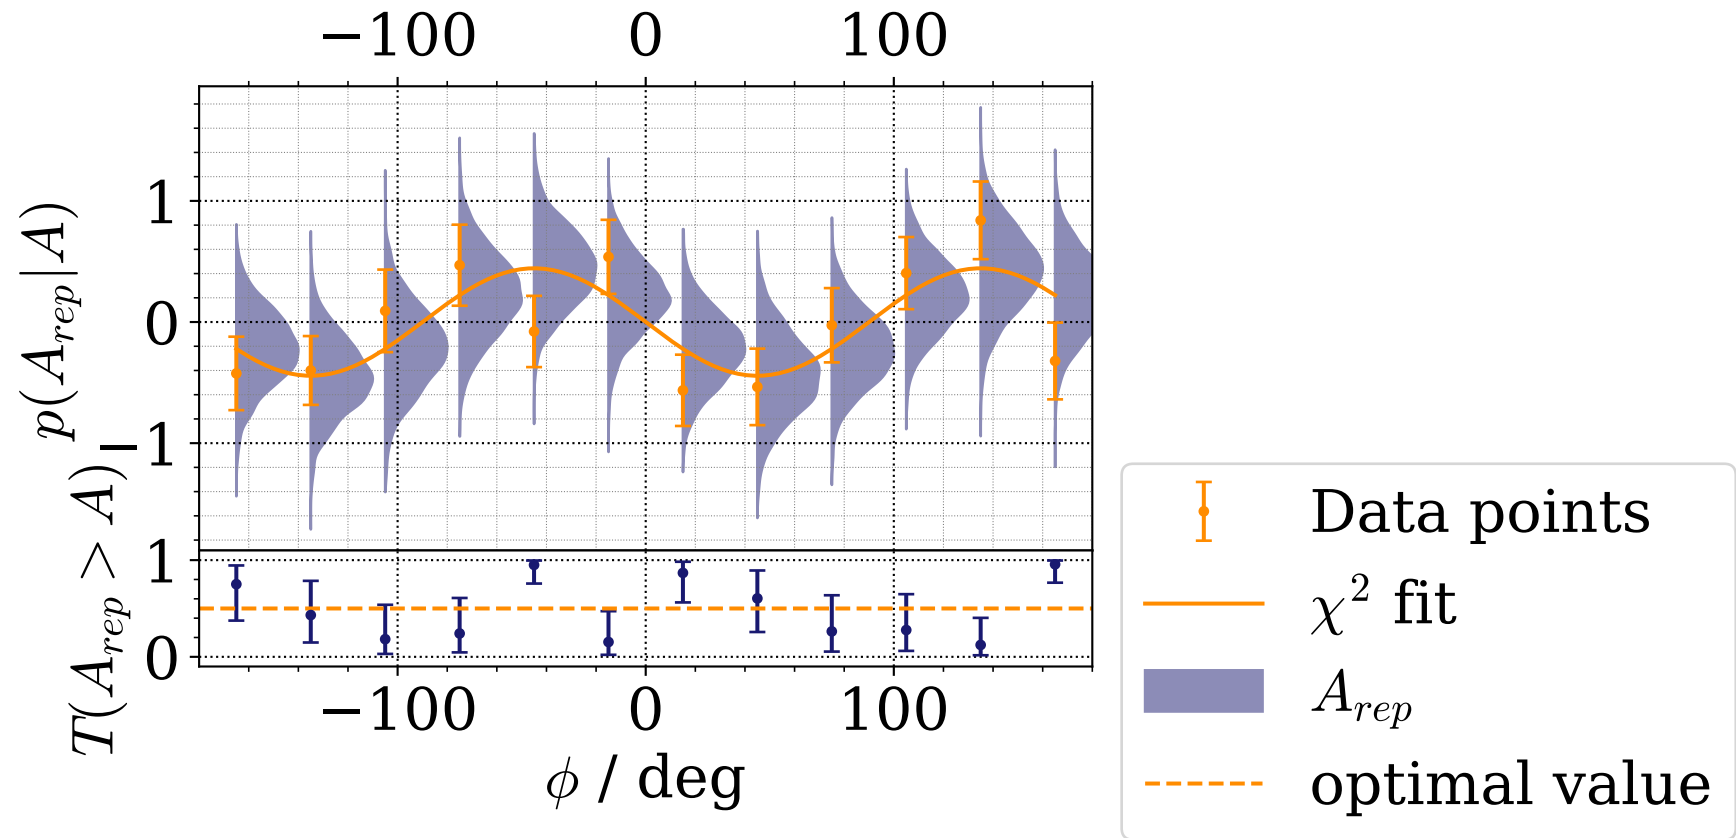 −100 0 100
p(A_rep|A)
1
0
−1
T(A_rep > A)
1
0
−100 0 100
ϕ / deg
Data points
χ² fit
A_rep
optimal value